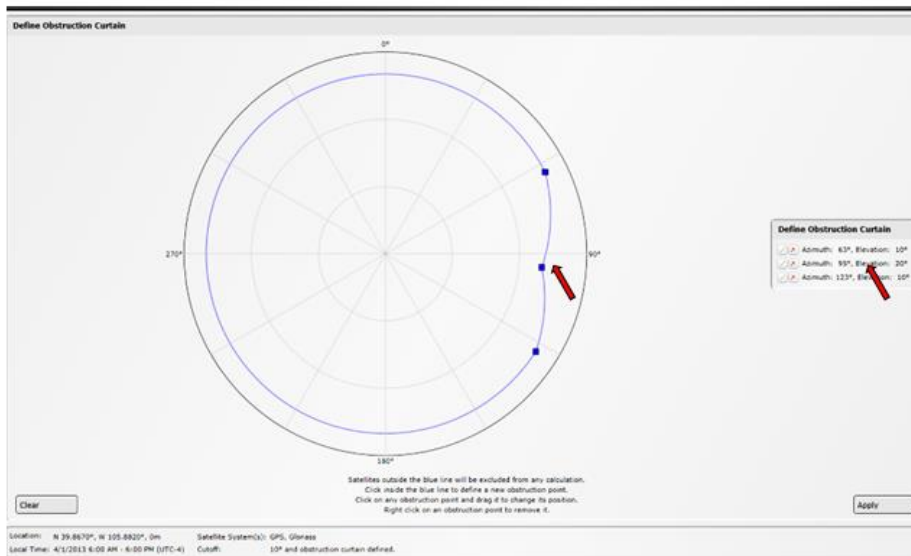 Define Obstruction Curtain
0°
270°
90°
180°
Define Obstruction Curtain
Azimuth: 63°, Elevation: 10°
Azimuth: 95°, Elevation: 20°
Azimuth: 123°, Elevation: 10°
Satellites outside the blue line will be excluded from any calculation.
Click inside the blue line to define a new obstruction point.
Click on any obstruction point and drag it to change its position.
Right click on an obstruction point to remove it.
Clear
Apply
Location: N 39.8670°, W 105.8820°, 0m Satellite System(s): GPS, Glonass
Local Time: 4/1/2013 6:00 AM - 6:00 PM (UTC-4) Cutoff: 10° and obstruction curtain defined.